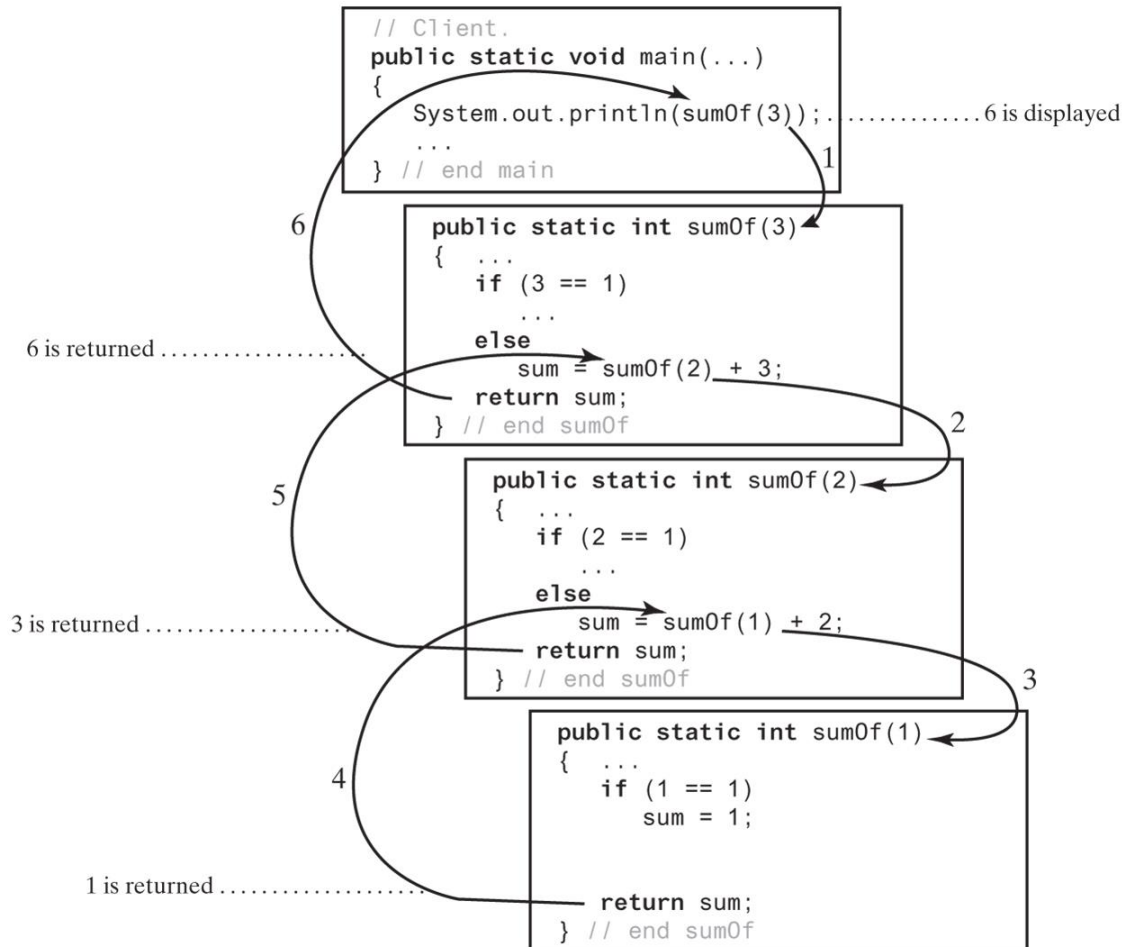 // Client.
public static void main(...)
{
System.out.println(sumOf(3));.............. 6 is displayed
...
} // end main
1
6
public static int sumOf(3)
{ ...
if (3 == 1)
...
else
6 is returned ....................
sum = sumOf(2) + 3;
return sum;
} // end sumOf
2
5
public static int sumOf(2)
{ ...
if (2 == 1)
...
else
3 is returned ....................
sum = sumOf(1) + 2;
return sum;
} // end sumOf
3
4
public static int sumOf(1)
{ ...
if (1 == 1)
sum = 1;
1 is returned ....................
return sum;
} // end sumOf